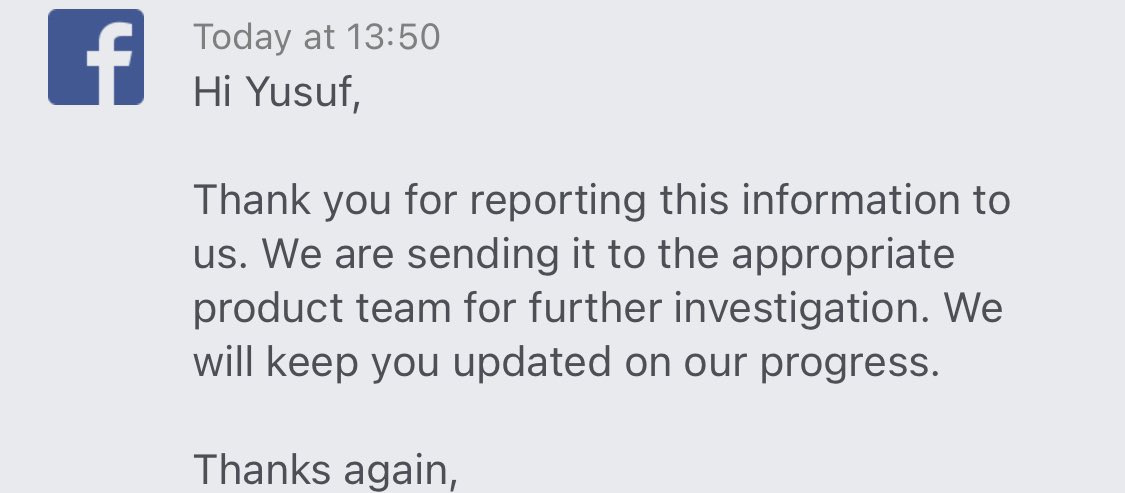 Today at 13:50
Hi Yusuf,
Thank you for reporting this information to
us. We are sending it to the appropriate
product team for further investigation. We
will keep you updated on our progress.
Thanks again,